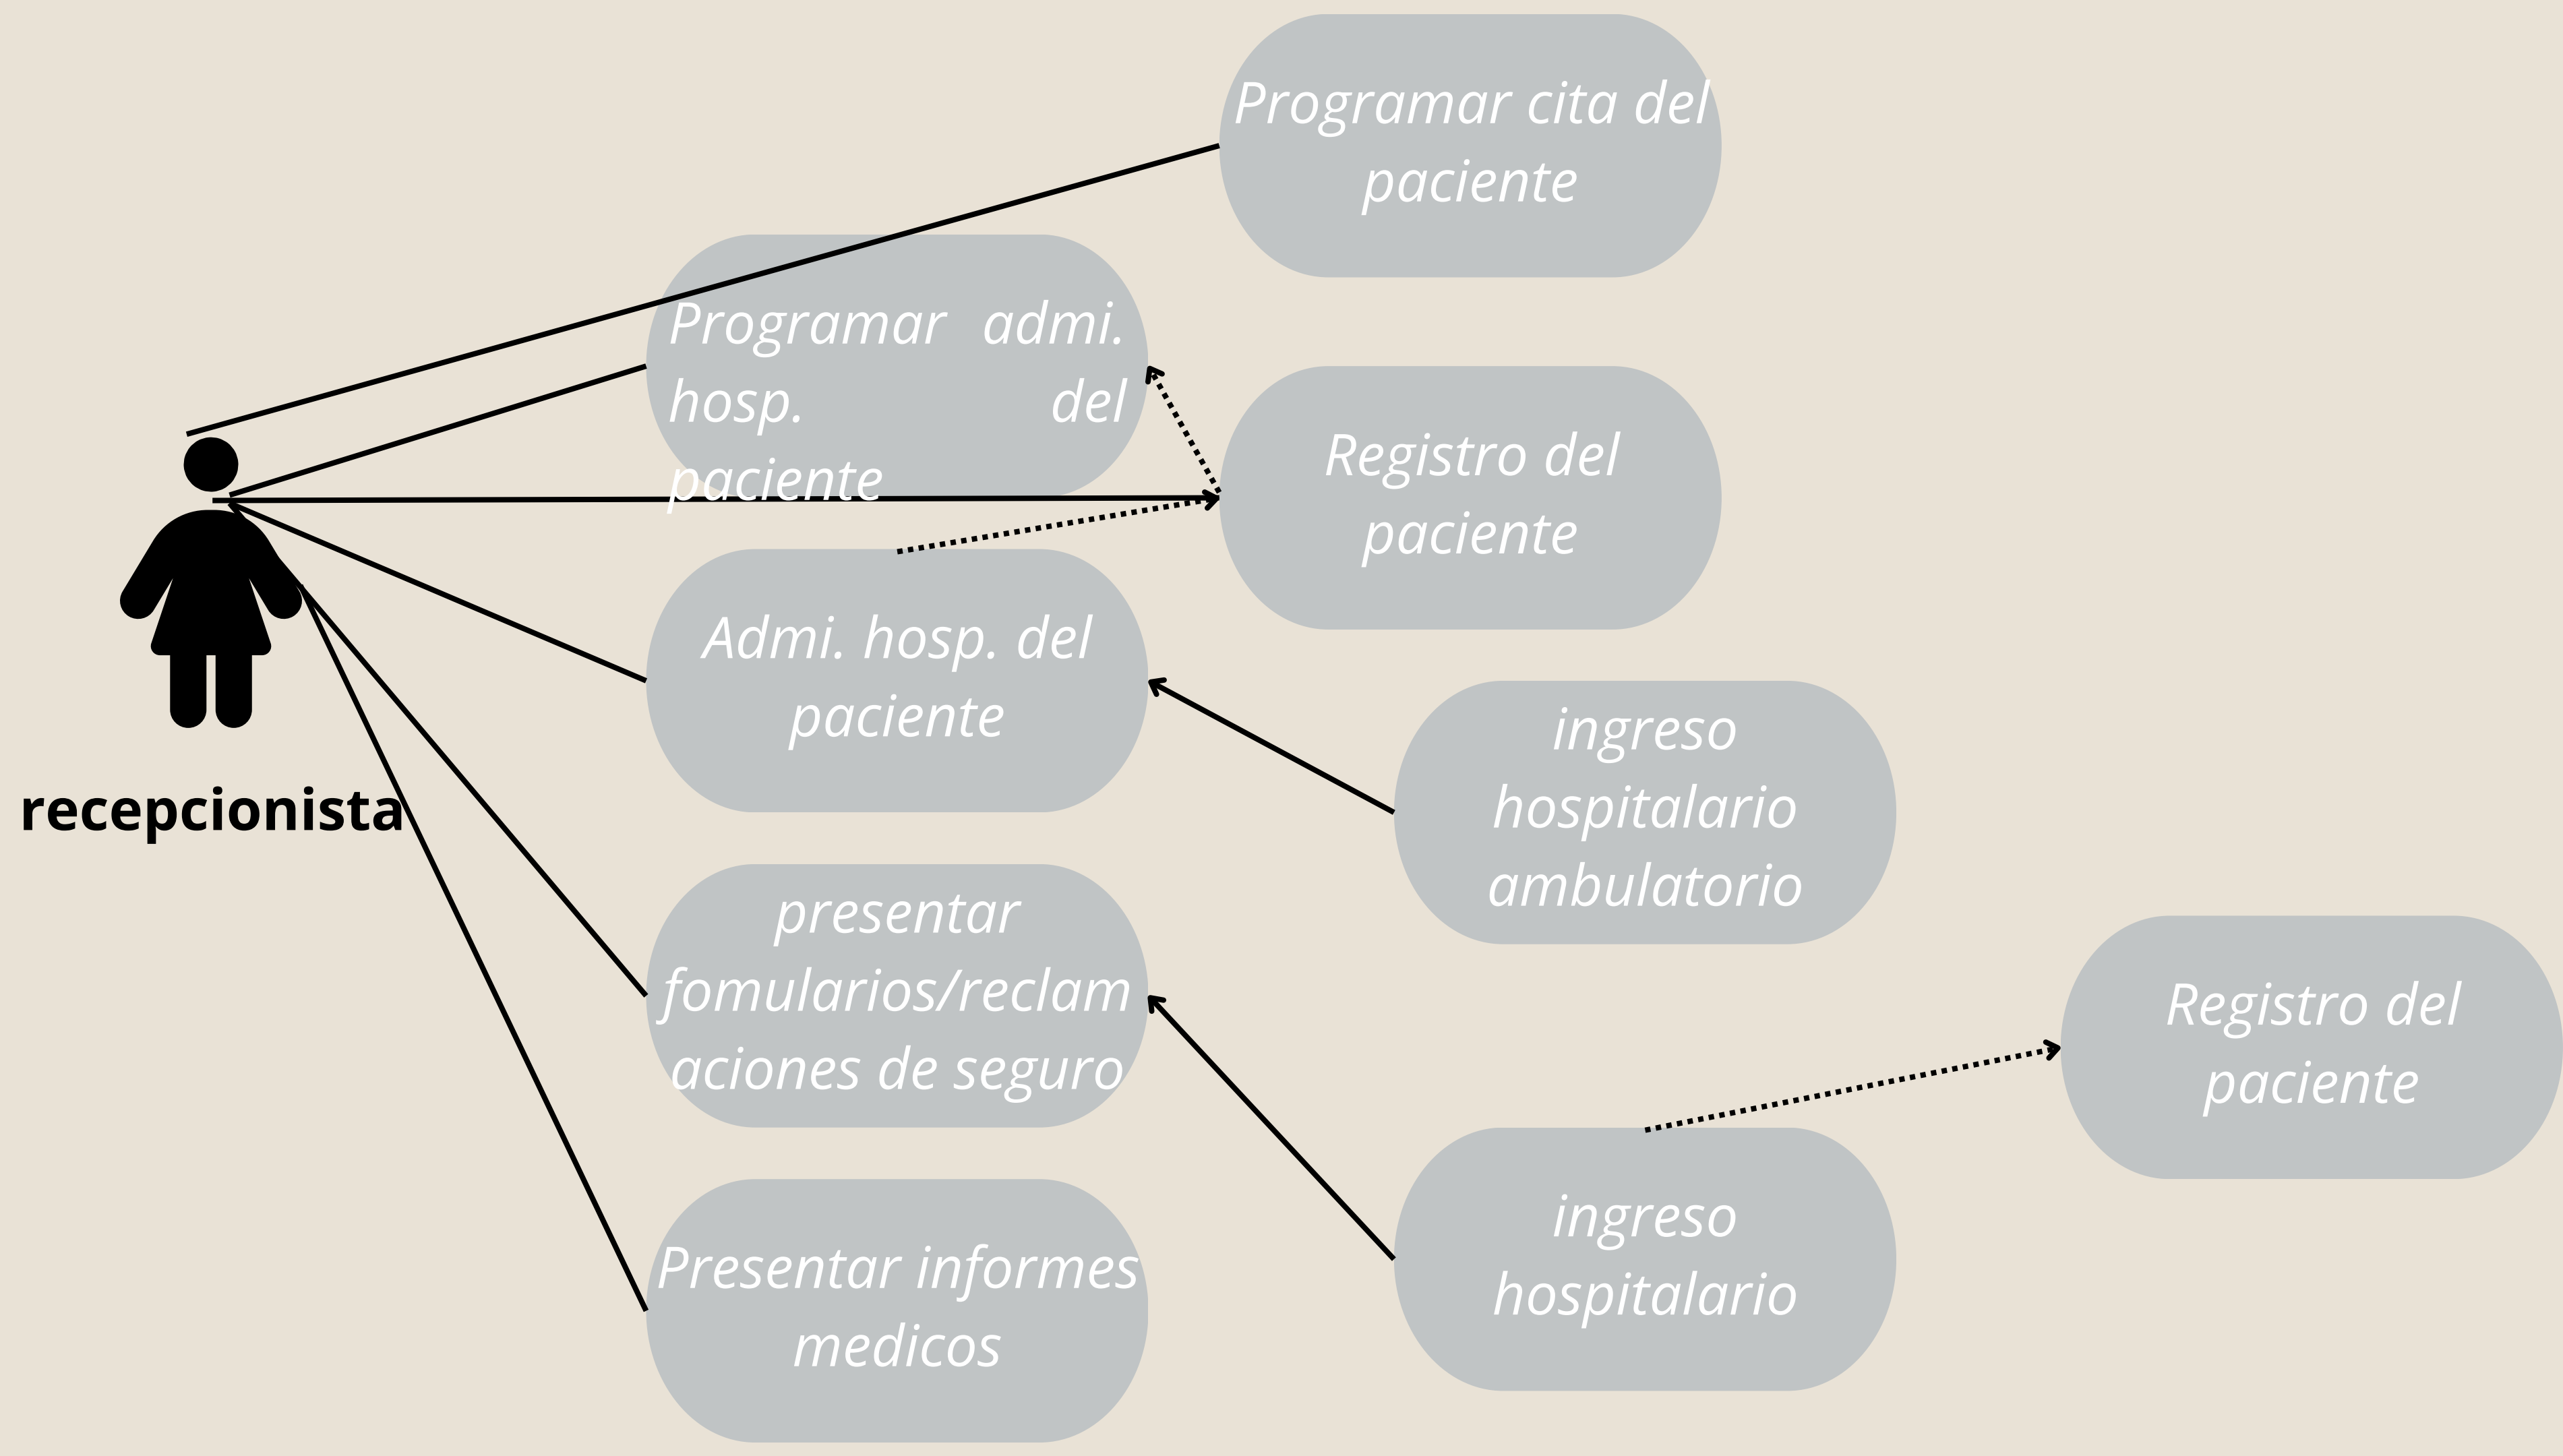 Programar cita del
paciente
Programar admi.
hosp. del
paciente
Registro del
paciente
Admi. hosp. del
paciente
ingreso
hospitalario
ambulatorio
recepcionista
presentar
fomularios/reclam
aciones de seguro
Registro del
paciente
ingreso
hospitalario
Presentar informes
medicos